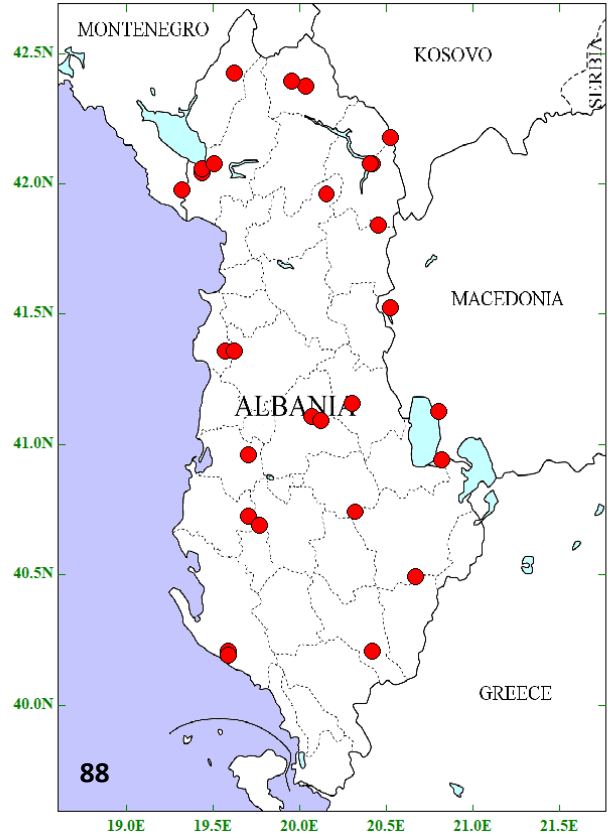 MONTENEGRO
42.5N
KOSOVO
SERBIA
42.0N
41.5N
MACEDONIA
ALBANIA
41.0N
40.5N
40.0N
GREECE
88
19.0E 19.5E 20.0E 20.5E 21.0E 21.5E